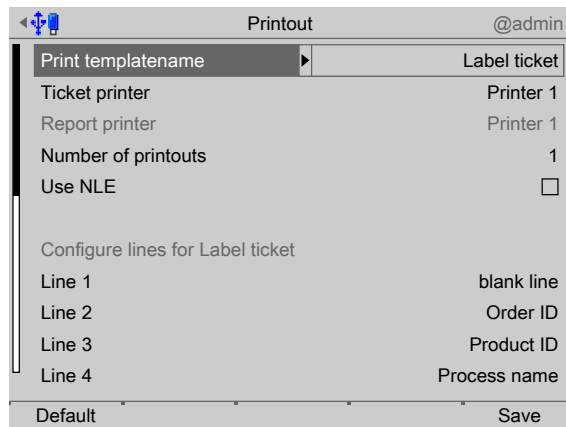 Printout @admin
Print templatename Label ticket
Ticket printer Printer 1
Report printer Printer 1
Number of printouts 1
Use NLE
Configure lines for Label ticket
Line 1 blank line
Line 2 Order ID
Line 3 Product ID
Line 4 Process name
Default Save